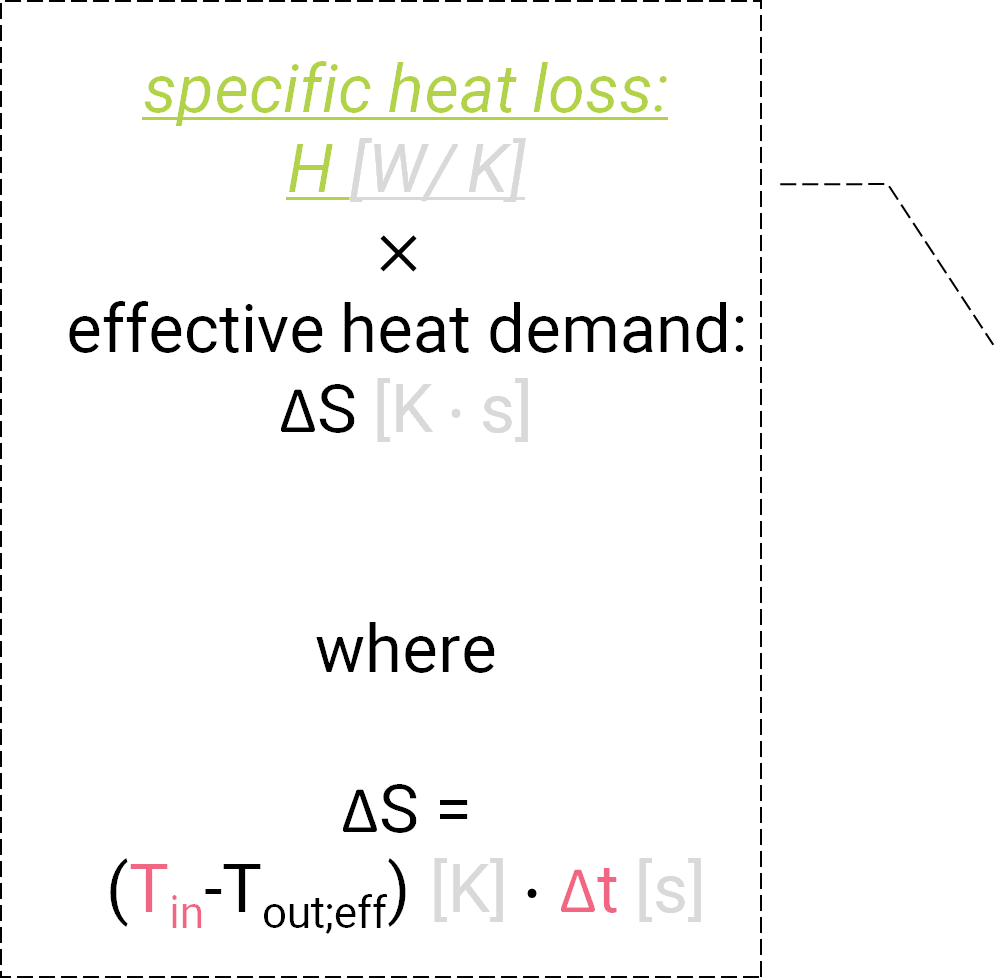 specific heat loss:
H [W/ K]
×
effective heat demand:
ΔS [K · s]
where
ΔS =
(Tin-Tout;eff) [K] · Δt [s]